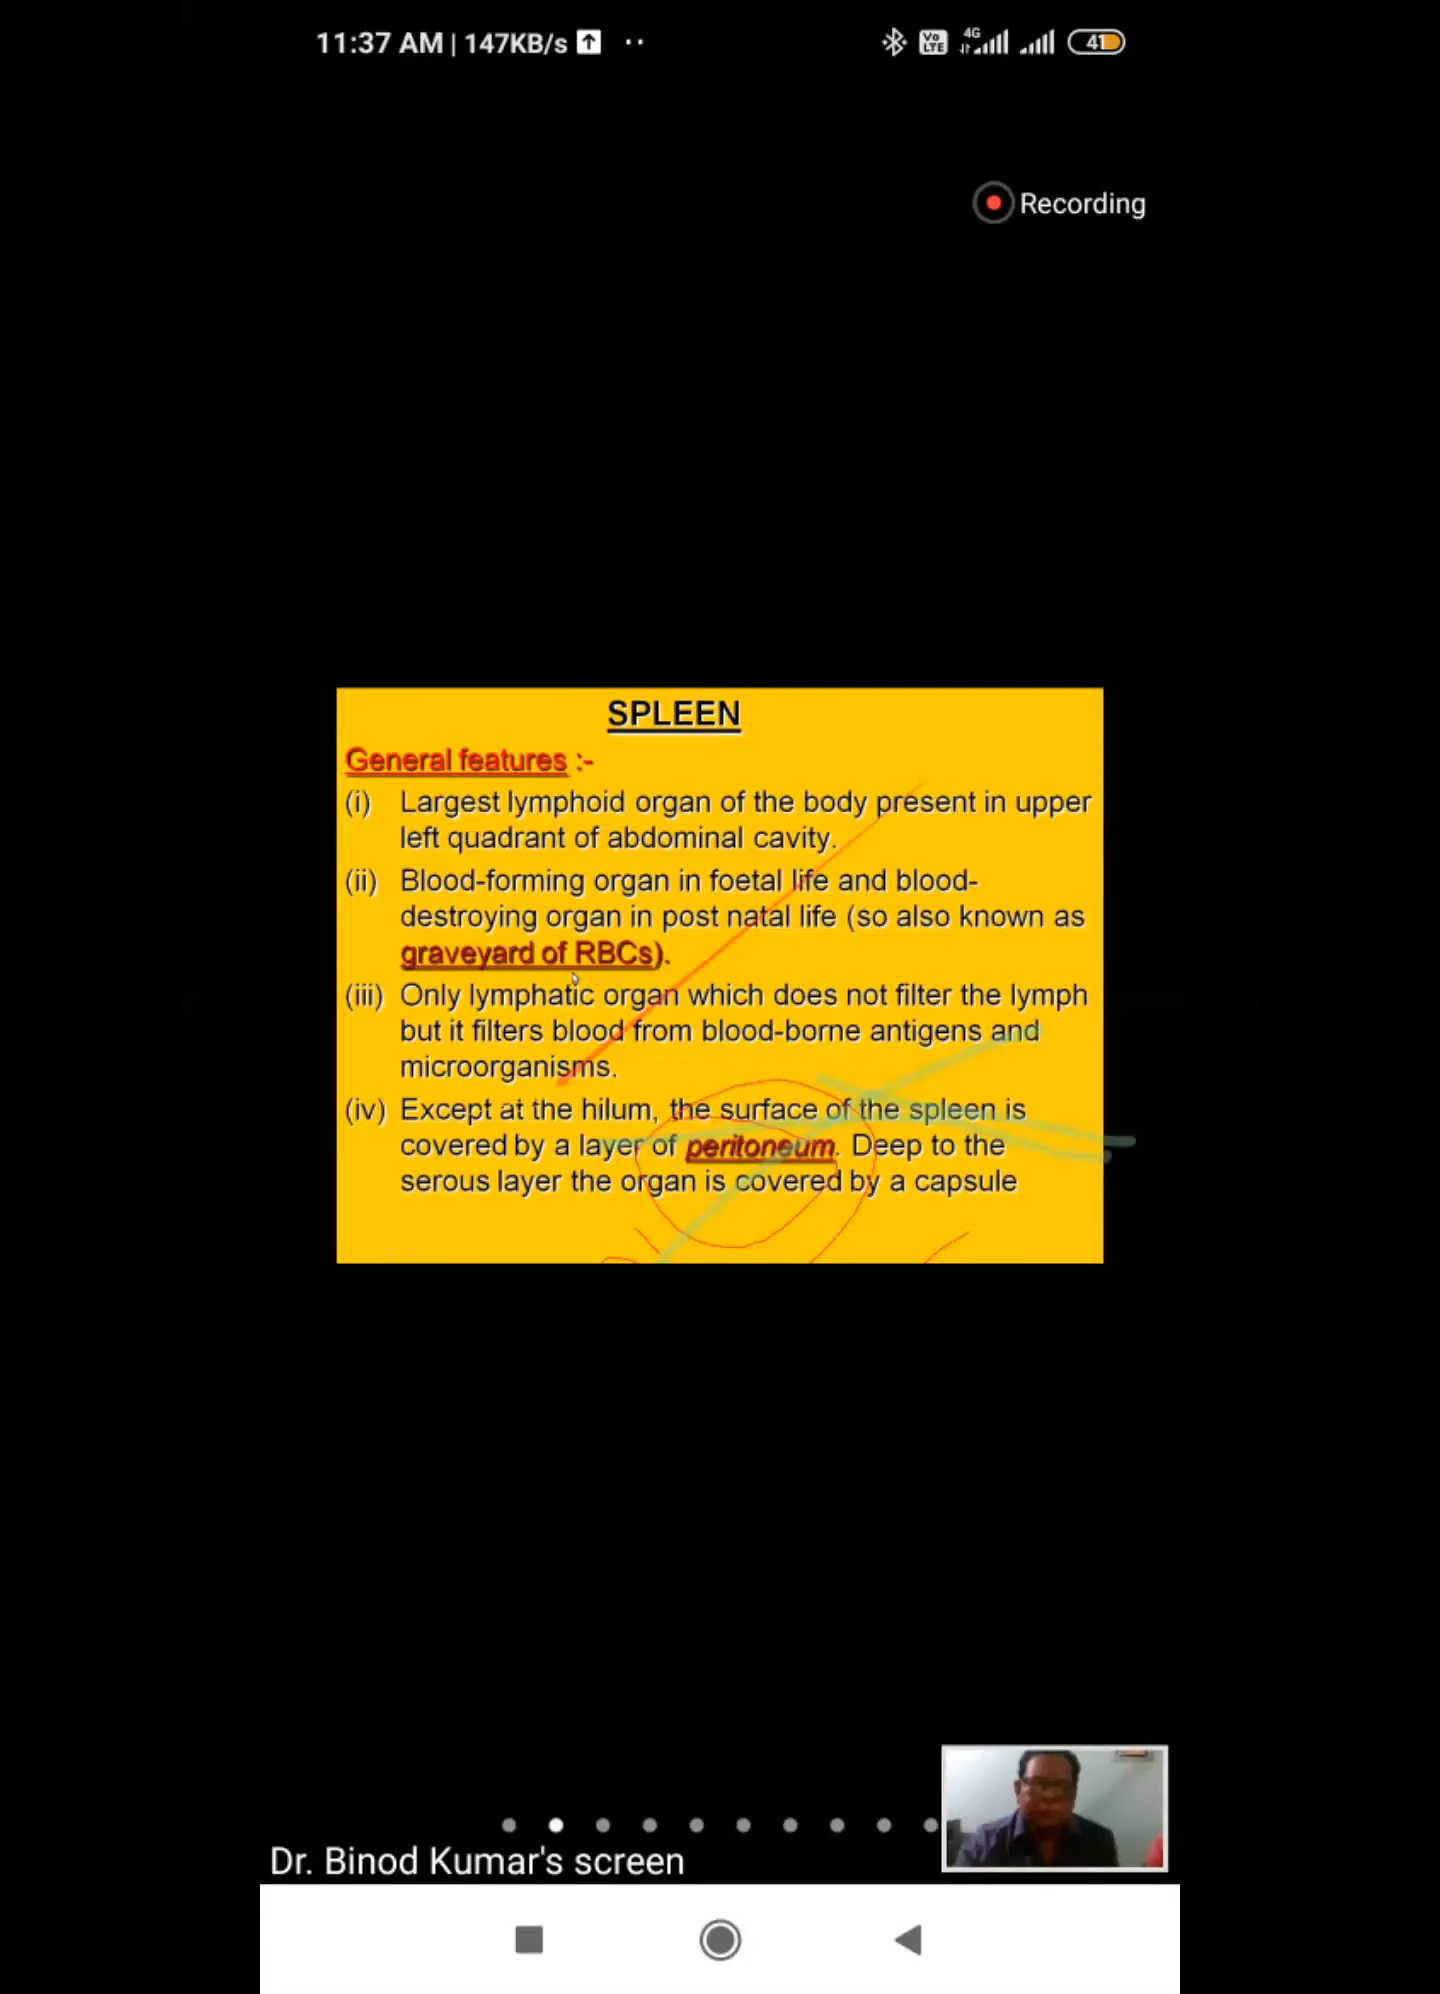 11:37 AM | 147KB/s
Vo LTE 4G 41
Recording
SPLEEN
General features :-
(i) Largest lymphoid organ of the body present in upper
left quadrant of abdominal cavity.
(ii) Blood-forming organ in foetal life and blood-
destroying organ in post natal life (so also known as
graveyard of RBCs).
(iii) Only lymphatic organ which does not filter the lymph
but it filters blood from blood-borne antigens and
microorganisms.
(iv) Except at the hilum, the surface of the spleen is
covered by a layer of peritoneum. Deep to the
serous layer the organ is covered by a capsule
Dr. Binod Kumar's screen